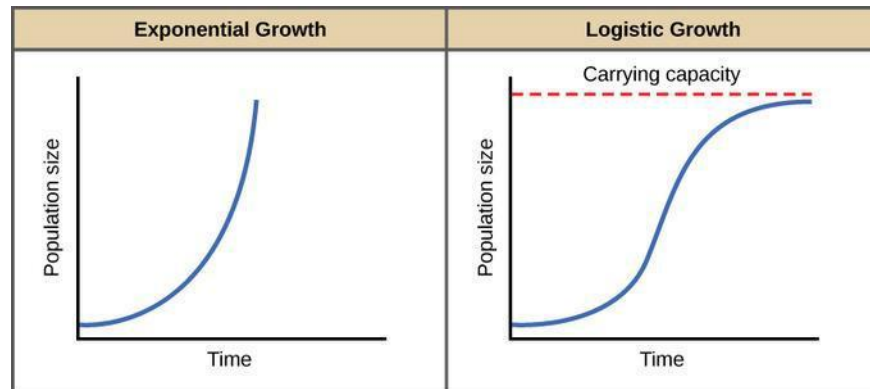 Exponential Growth
Logistic Growth
Population size
Time
Carrying capacity
Population size
Time